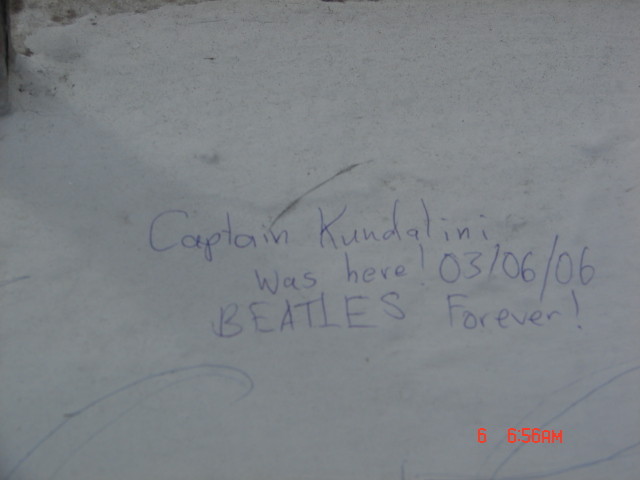 Captain Kundalini
Was here! 03/06/06
BEATLES Forever!
6 6:56AM